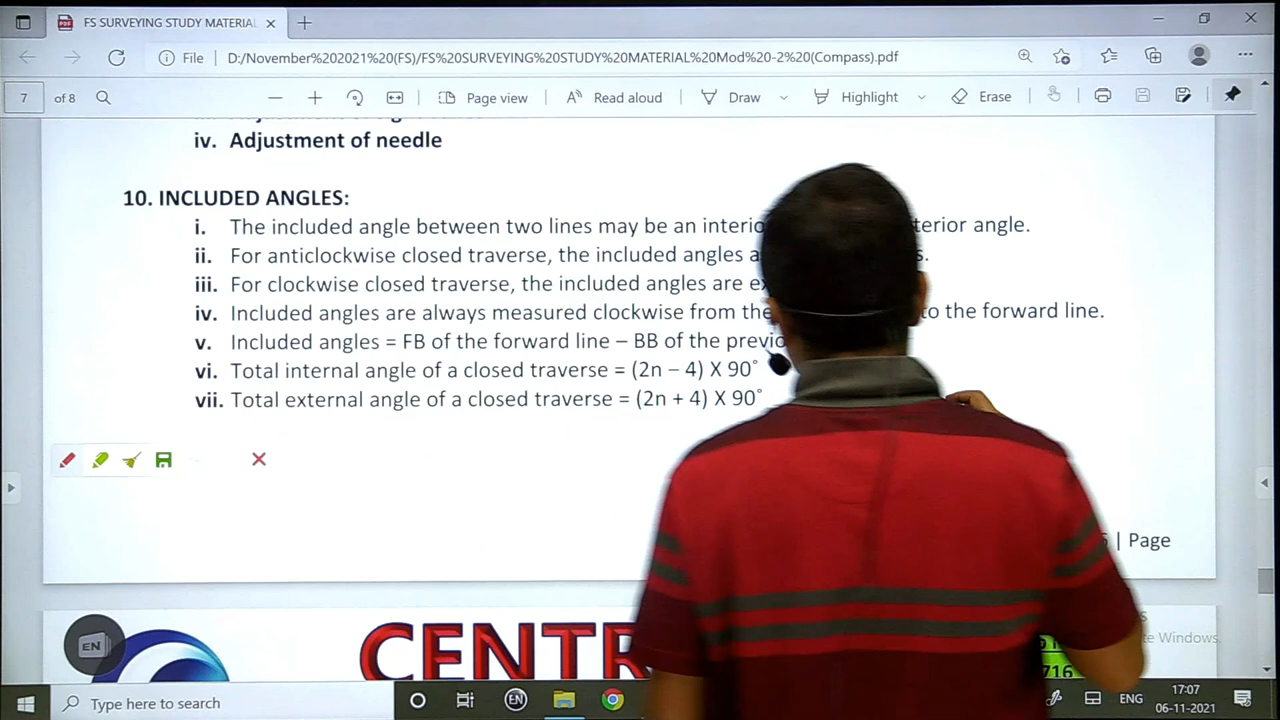 FS SURVEYING STUDY MATERIAL
File
D:/November%202021%20(FS)/FS%20SURVEYING%20STUDY%20MATERIAL%20Mod%20-2%20(Compass).pdf
7 of 8
Page view
Read aloud
Draw
Highlight
Erase
iv. Adjustment of needle
10. INCLUDED ANGLES:
i. The included angle between two lines may be an terior angle.
ii. For anticlockwise closed traverse, the included angles
iii. For clockwise closed traverse, the included angles are
iv. Included angles are always measured clockwise from the to the forward line.
v. Included angles = FB of the forward line – BB of the
vi. Total internal angle of a closed traverse = (2n – 4) X 90°
vii. Total external angle of a closed traverse = (2n + 4) X 90°
| Page
EN
CENTR
te Windows.
716
Type here to search
EN
ENG
17:07
06-11-2021